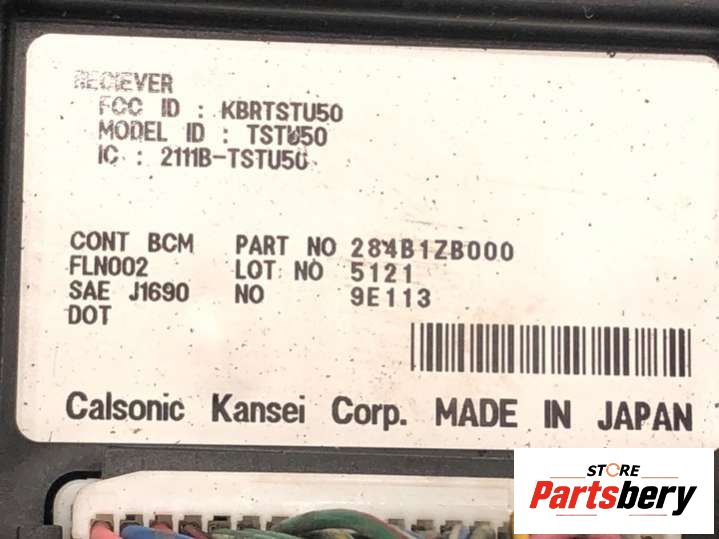 RECIEVER
FCC ID : KBRTSTU50
MODEL ID : TSTU50
IC : 2111B-TSTU50
CONT BCM PART NO 284B1ZB000
FLN002 LOT NO 5121
SAE J1690 NO 9E113
DOT
Calsonic Kansei Corp. MADE IN JAPAN
STORE
Partsbery